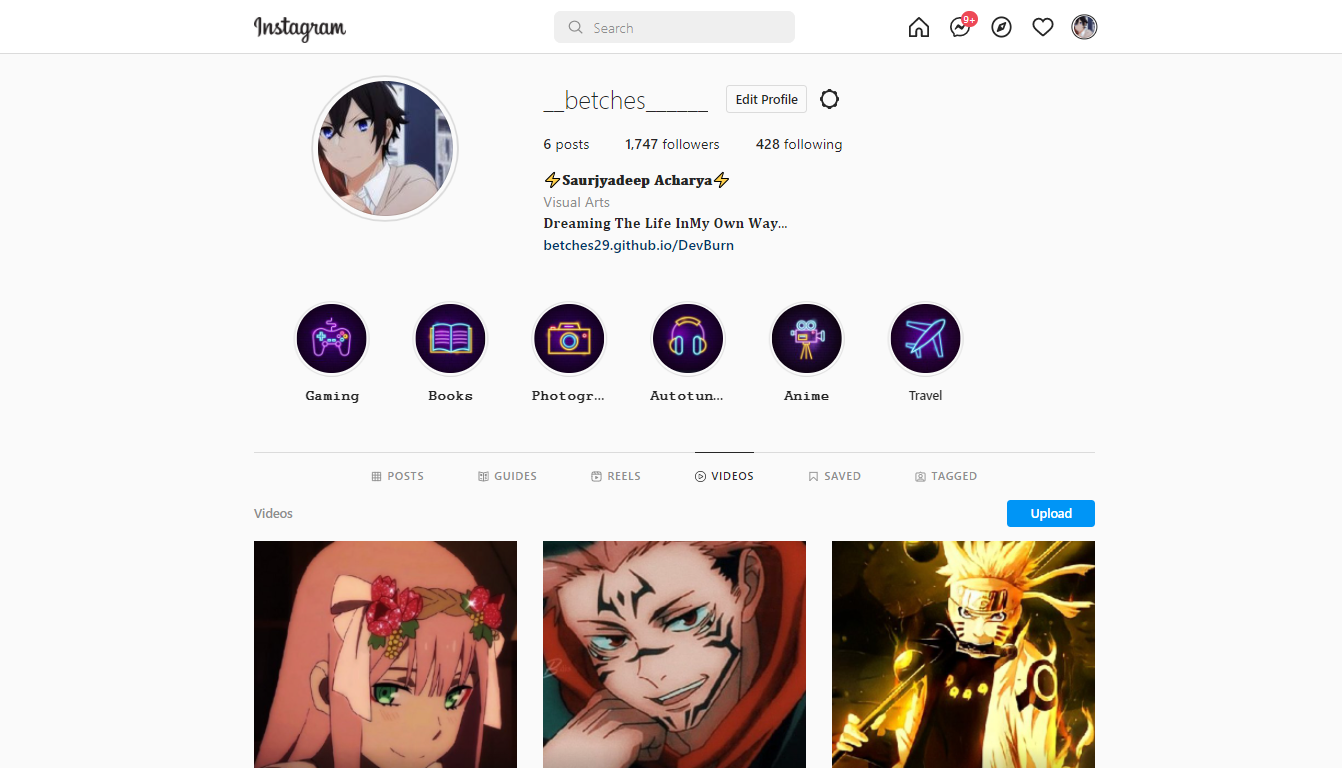 Instagram
Search
9+
__betches______ Edit Profile
6 posts 1,747 followers 428 following
⚡Saurjyadeep Acharya⚡
Visual Arts
Dreaming The Life InMy Own Way...
betches29.github.io/DevBurn
Gaming Books Photogr... Autotun... Anime Travel
POSTS GUIDES REELS VIDEOS SAVED TAGGED
Videos Upload